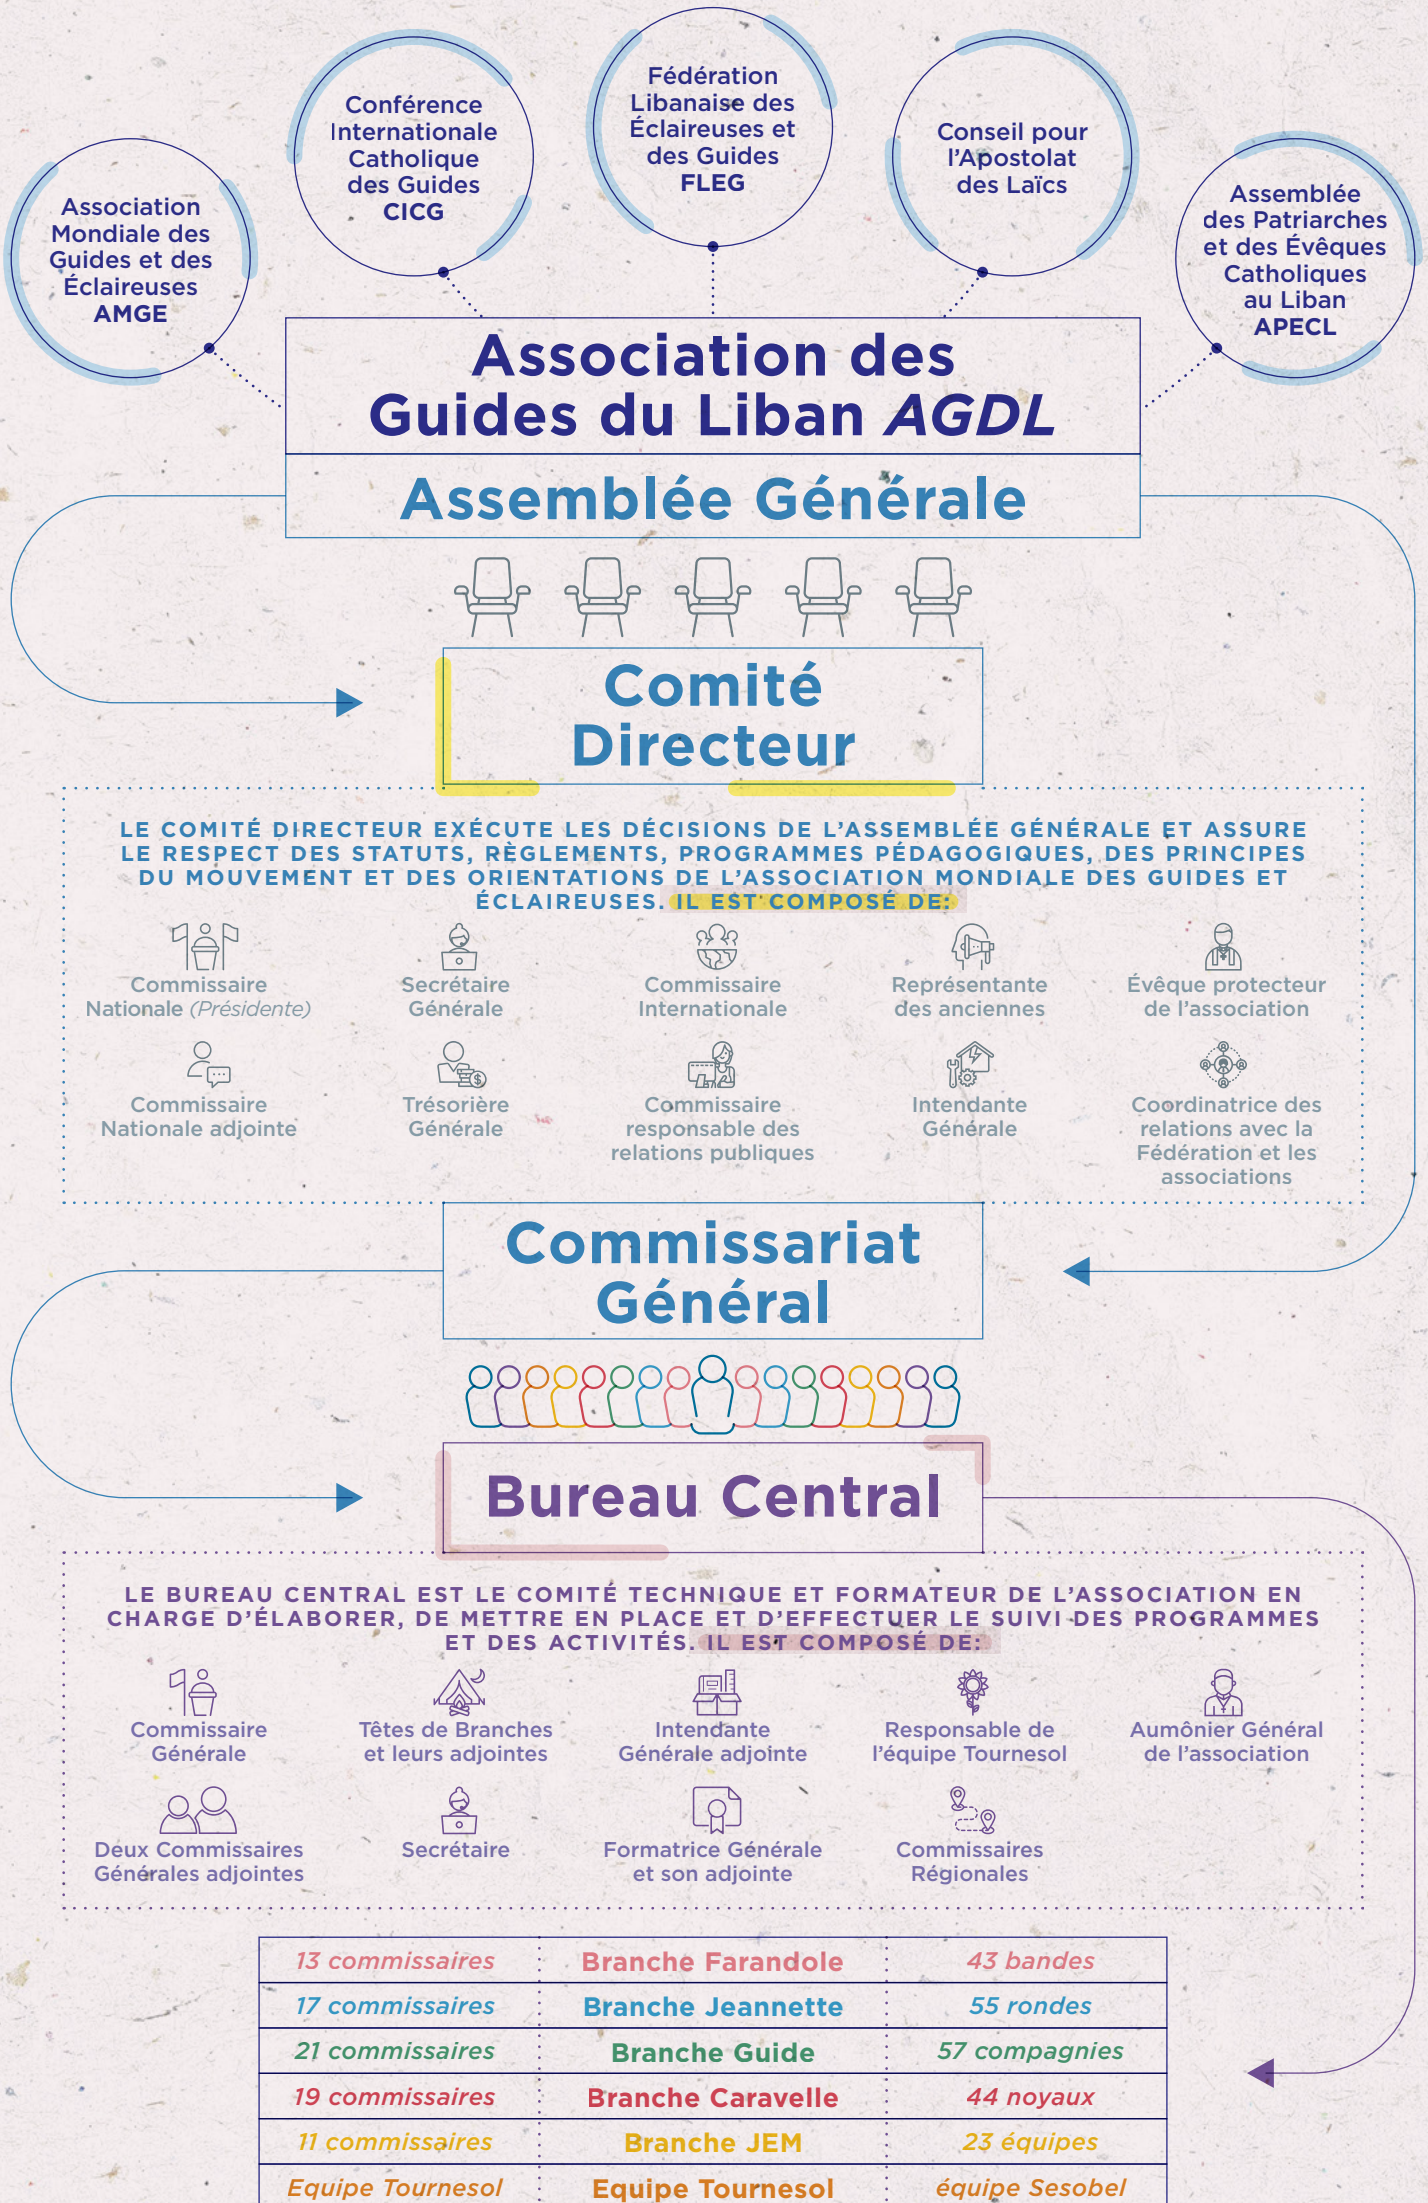 Association
Mondiale des
Guides et des
Éclaireuses
AMGE
Conférence
Internationale
Catholique
des Guides
CICG
Fédération
Libanaise des
Éclaireuses et
des Guides
FLEG
Conseil pour
l'Apostolat
des Laïcs
Assemblée
des Patriarches
et des Évêques
Catholiques
au Liban
APECL
Association des
Guides du Liban AGDL
Assemblée Générale
Comité
Directeur
LE COMITÉ DIRECTEUR EXÉCUTE LES DÉCISIONS DE L'ASSEMBLÉE GÉNÉRALE ET ASSURE
LE RESPECT DES STATUTS, RÈGLEMENTS, PROGRAMMES PÉDAGOGIQUES, DES PRINCIPES
DU MOUVEMENT ET DES ORIENTATIONS DE L'ASSOCIATION MONDIALE DES GUIDES ET
ÉCLAIREUSES. IL EST COMPOSÉ DE:
Commissaire
Nationale (Présidente)
Secrétaire
Générale
Commissaire
Internationale
Représentante
des anciennes
Évêque protecteur
de l'association
Commissaire
Nationale adjointe
Trésorière
Générale
Commissaire
responsable des
relations publiques
Intendante
Générale
Coordinatrice des
relations avec la
Fédération et les
associations
Commissariat
Général
Bureau Central
LE BUREAU CENTRAL EST LE COMITÉ TECHNIQUE ET FORMATEUR DE L'ASSOCIATION EN
CHARGE D'ÉLABORER, DE METTRE EN PLACE ET D'EFFECTUER LE SUIVI DES PROGRAMMES
ET DES ACTIVITÉS. IL EST COMPOSÉ DE:
Commissaire
Générale
Têtes de Branches
et leurs adjointes
Intendante
Générale adjointe
Responsable de
l'équipe Tournesol
Aumônier Général
de l'association
Deux Commissaires
Générales adjointes
Secrétaire
Formatrice Générale
et son adjointe
Commissaires
Régionales
13 commissaires Branche Farandole 43 bandes
17 commissaires Branche Jeannette 55 rondes
21 commissaires Branche Guide 57 compagnies
19 commissaires Branche Caravelle 44 noyaux
11 commissaires Branche JEM 23 équipes
Equipe Tournesol Equipe Tournesol équipe Sesobel